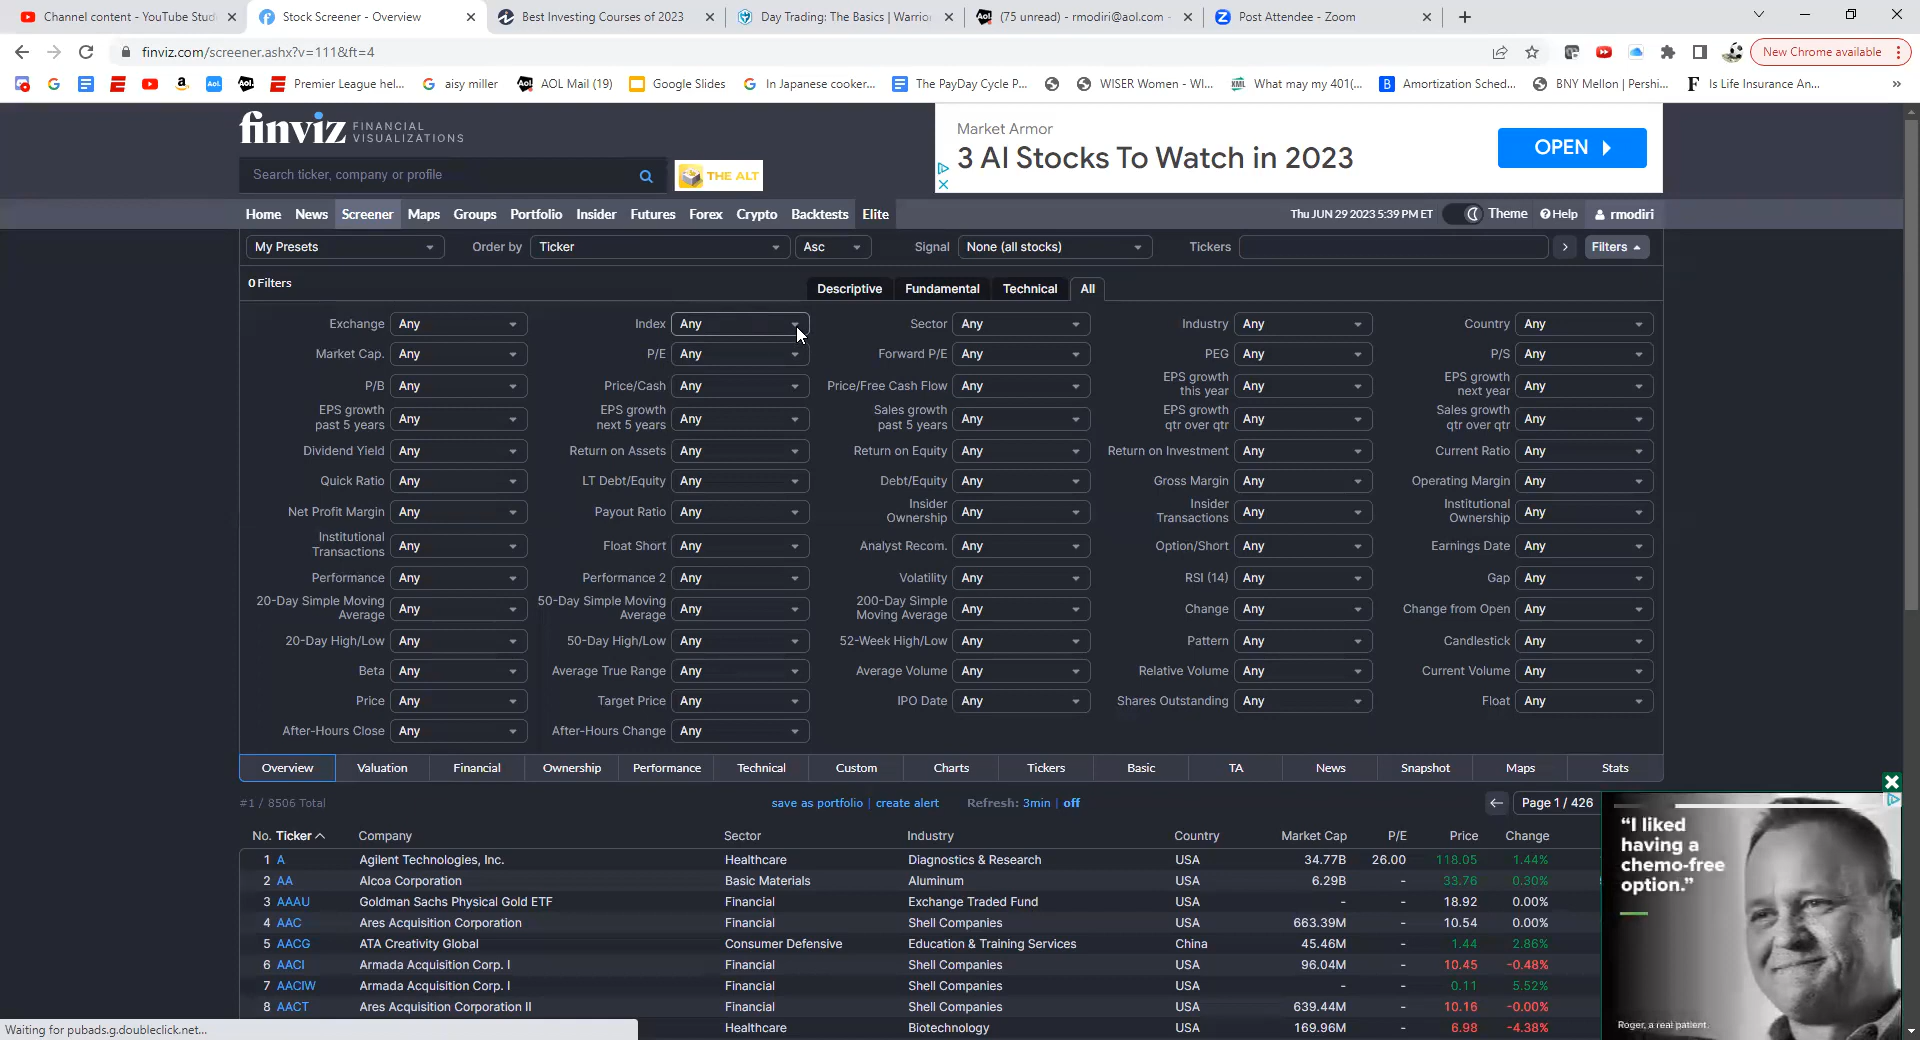 Channel content - YouTube Stud
Stock Screener - Overview
Best Investing Courses of 2023
Day Trading: The Basics | Warrior
(75 unread) - rmodiri@aol.com -
Post Attendee - Zoom
finviz.com/screener.ashx?v=111&ft=4
New Chrome available
Premier League hel...
aisy miller
AOL Mail (19)
Google Slides
In Japanese cooker...
The PayDay Cycle P...
WISER Women - WI...
What may my 401(...
Amortization Sched...
BNY Mellon | Pershi...
Is Life Insurance An...
»
finviz FINANCIAL
VISUALIZATIONS
Market Armor
3 AI Stocks To Watch in 2023
OPEN
Search ticker, company or profile
THE ALT
Home News Screener Maps Groups Portfolio Insider Futures Forex Crypto Backtests Elite
Thu JUN 29 2023 5:39 PM ET Theme Help rmodiri
My Presets Order by Ticker Asc Signal None (all stocks) Tickers > Filters
0 Filters
Descriptive Fundamental Technical All
Exchange Any Index Any Sector Any Industry Any Country Any
Market Cap. Any P/E Any Forward P/E Any PEG Any P/S Any
P/B Any Price/Cash Any Price/Free Cash Flow Any EPS growth this year Any EPS growth next year Any
EPS growth past 5 years Any EPS growth next 5 years Any Sales growth past 5 years Any EPS growth qtr over qtr Any Sales growth qtr over qtr Any
Dividend Yield Any Return on Assets Any Return on Equity Any Return on Investment Any Current Ratio Any
Quick Ratio Any LT Debt/Equity Any Debt/Equity Any Gross Margin Any Operating Margin Any
Net Profit Margin Any Payout Ratio Any Insider Ownership Any Insider Transactions Any Institutional Ownership Any
Institutional Transactions Any Float Short Any Analyst Recom. Any Option/Short Any Earnings Date Any
Performance Any Performance 2 Any Volatility Any RSI (14) Any Gap Any
20-Day Simple Moving Average Any 50-Day Simple Moving Average Any 200-Day Simple Moving Average Any Change Any Change from Open Any
20-Day High/Low Any 50-Day High/Low Any 52-Week High/Low Any Pattern Any Candlestick Any
Beta Any Average True Range Any Average Volume Any Relative Volume Any Current Volume Any
Price Any Target Price Any IPO Date Any Shares Outstanding Any Float Any
After-Hours Close Any After-Hours Change Any
Overview Valuation Financial Ownership Performance Technical Custom Charts Tickers Basic TA News Snapshot Maps Stats
#1 / 8506 Total save as portfolio | create alert Refresh: 3min | off Page 1 / 426
No. Ticker Company Sector Industry Country Market Cap P/E Price Change
1 A Agilent Technologies, Inc. Healthcare Diagnostics & Research USA 34.77B 26.00 118.05 1.44%
2 AA Alcoa Corporation Basic Materials Aluminum USA 6.29B - 33.76 0.30%
3 AAAU Goldman Sachs Physical Gold ETF Financial Exchange Traded Fund USA - - 18.92 0.00%
4 AAC Ares Acquisition Corporation Financial Shell Companies USA 663.39M - 10.54 0.00%
5 AACG ATA Creativity Global Consumer Defensive Education & Training Services China 45.46M - 1.44 2.86%
6 AACI Armada Acquisition Corp. I Financial Shell Companies USA 96.04M - 10.45 -0.48%
7 AACIW Armada Acquisition Corp. I Financial Shell Companies USA - - 0.11 5.52%
8 AACT Ares Acquisition Corporation II Financial Shell Companies USA 639.44M - 10.16 -0.00%
Healthcare Biotechnology USA 169.96M - 6.98 -4.38%
Waiting for pubads.g.doubleclick.net...
“I liked
having a
chemo-free
option.”
Roger, a real patient.